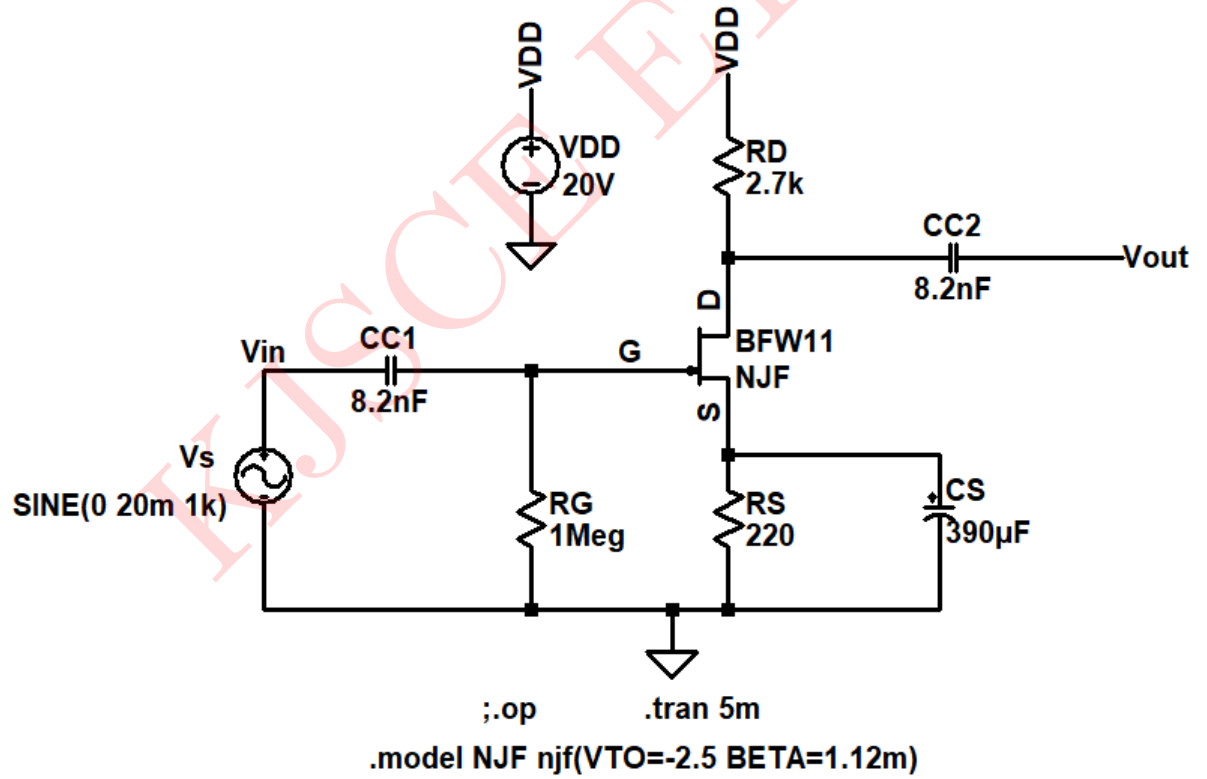 VDD
VDD
VDD
20V
RD
2.7k
CC2
8.2nF
Vout
D
BFW11
NJF
G
S
Vin
CC1
8.2nF
Vs
SINE(0 20m 1k)
RG
1Meg
RS
220
CS
390µF
;.op
.tran 5m
.model NJF njf(VTO=-2.5 BETA=1.12m)
KJSCE